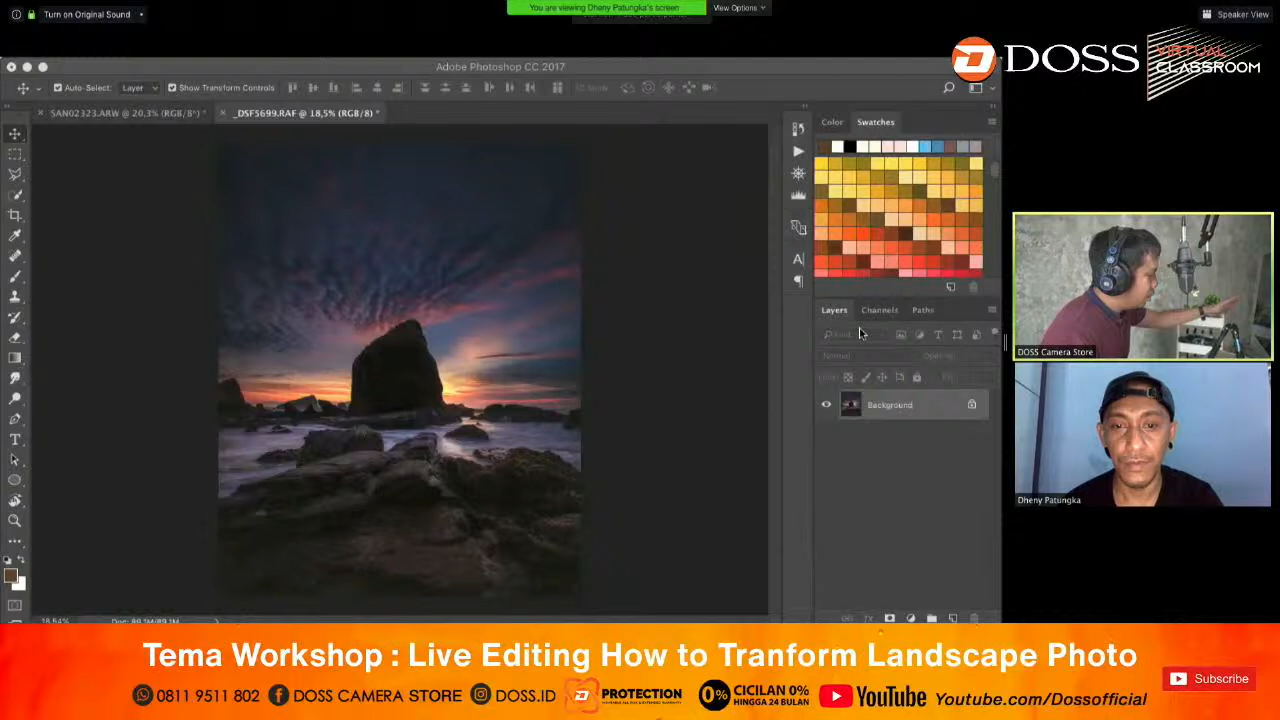 Turn on Original Sound
You are viewing Dheny Patungka's screen
View Options
Speaker View
DOSS
VIRTUAL
CLASSROOM
Adobe Photoshop CC 2017
Auto-Select:
Layer
Show Transform Controls
SAN02323.ARW @ 20,3% (RGB/8*) *
_DSF5699.RAF @ 18,5% (RGB/8) *
Color
Swatches
Layers
Channels
Paths
Normal
Opacity:
Background
DOSS Camera Store
Dheny Patungka
18,54%
Tema Workshop : Live Editing How to Tranform Landscape Photo
0811 9511 802
DOSS CAMERA STORE
DOSS.ID
PROTECTION
0%
CICILAN 0%
HINGGA 24 BULAN
YouTube
Youtube.com/Dossofficial
Subscribe